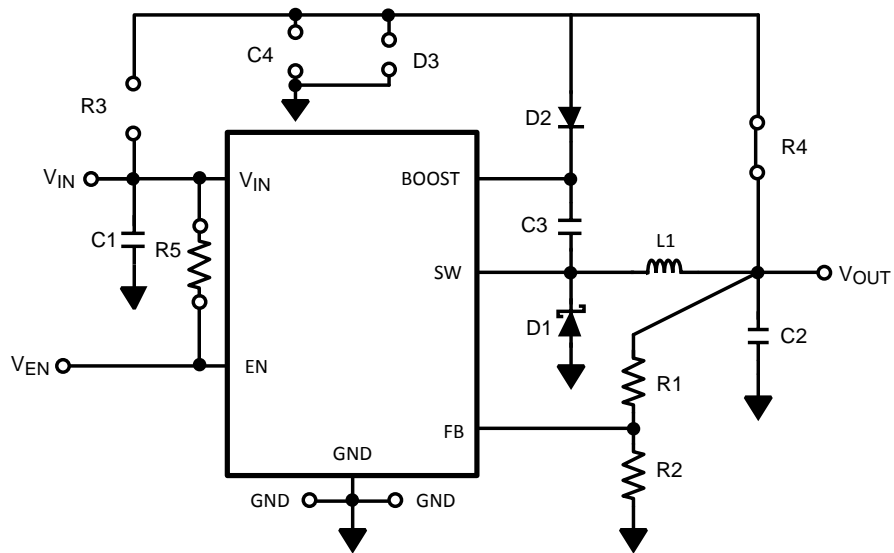 C4
D3
R3
D2
R4
VIN
VIN
BOOST
C1
R5
C3
L1
SW
VOUT
D1
C2
VEN
EN
R1
FB
GND
R2
GND
GND